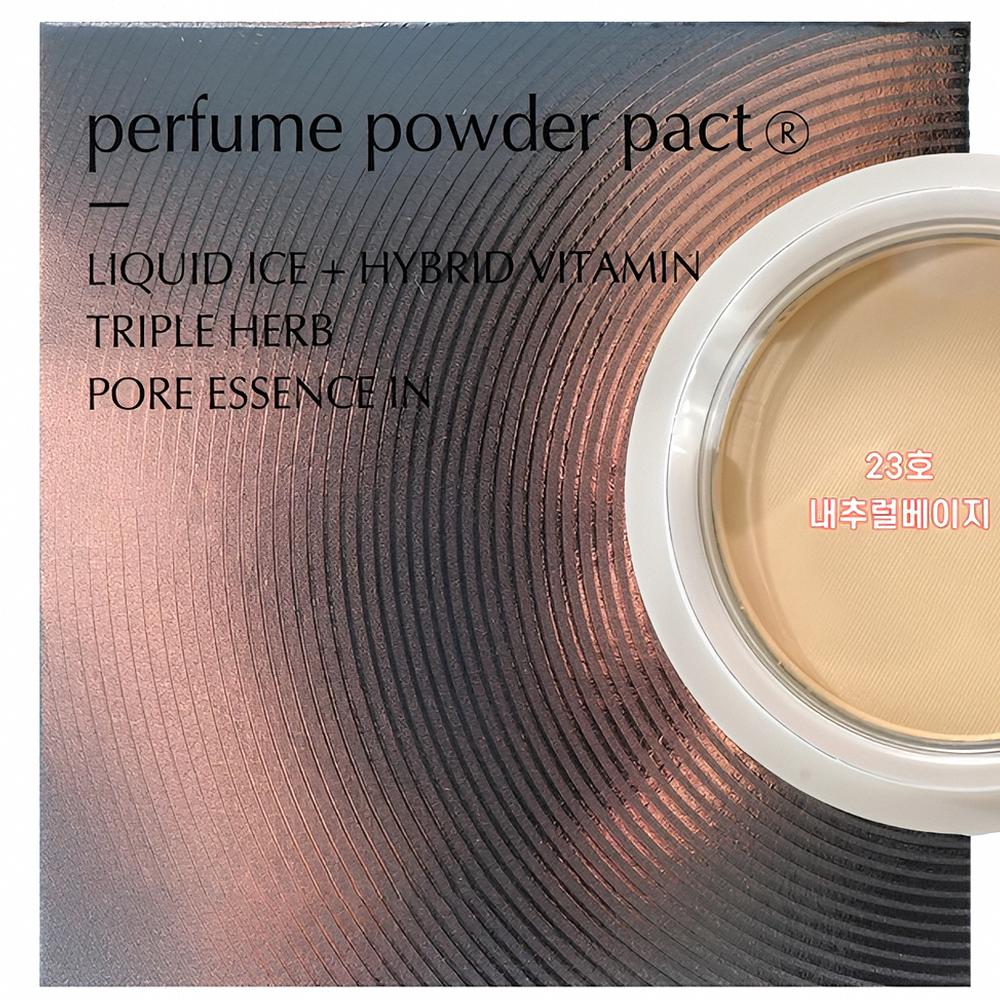 perfume powder pact®
LIQUID ICE + HYBRID VITAMIN
TRIPLE HERB
PORE ESSENCE IN
23호
내추럴베이지